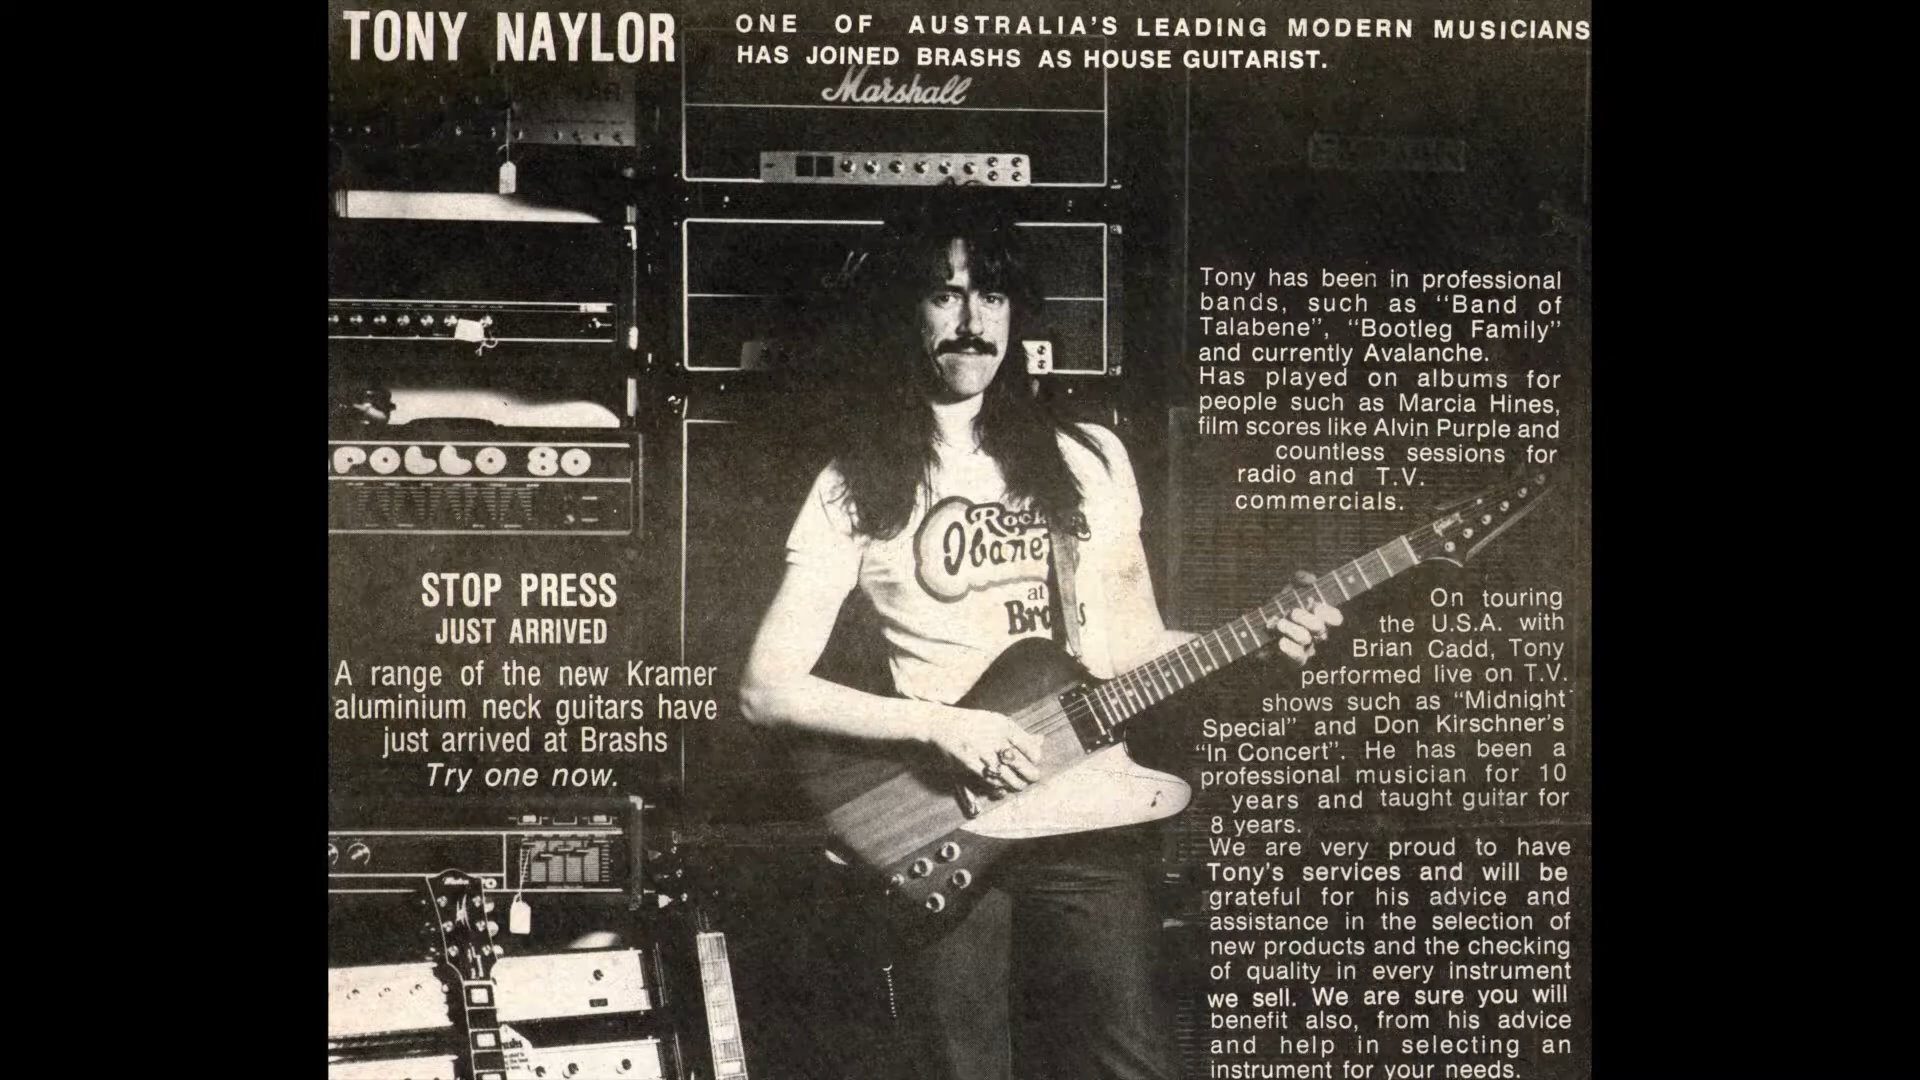 TONY NAYLOR
ONE OF AUSTRALIA'S LEADING MODERN MUSICIANS
HAS JOINED BRASHS AS HOUSE GUITARIST.
Marshall
Tony has been in professional
bands, such as "Band of
Talabene", "Bootleg Family"
and currently Avalanche.
Has played on albums for
people such as Marcia Hines,
film scores like Alvin Purple and
countless sessions for
radio and T.V.
commercials.
POLLO 80
Rock
Ibanez
at
Bra s
STOP PRESS
JUST ARRIVED
A range of the new Kramer
aluminium neck guitars have
just arrived at Brashs
Try one now.
On touring
the U.S.A. with
Brian Cadd, Tony
performed live on T.V.
shows such as "Midnight
Special" and Don Kirschner's
"In Concert". He has been a
professional musician for 10
years and taught guitar for
8 years.
We are very proud to have
Tony's services and will be
grateful for his advice and
assistance in the selection of
new products and the checking
of quality in every instrument
we sell. We are sure you will
benefit also, from his advice
and help in selecting an
instrument for your needs.